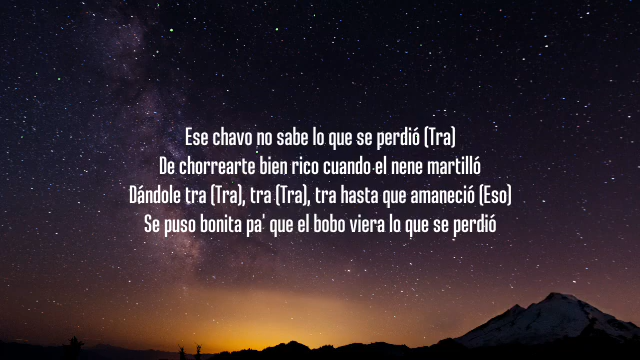 Ese chavo no sabe lo que se perdió (Tra)
De chorrearte bien rico cuando el nene martilló
Dándole tra (Tra), tra (Tra), tra hasta que amaneció (Eso)
Se puso bonita pa' que el bobo viera lo que se perdió